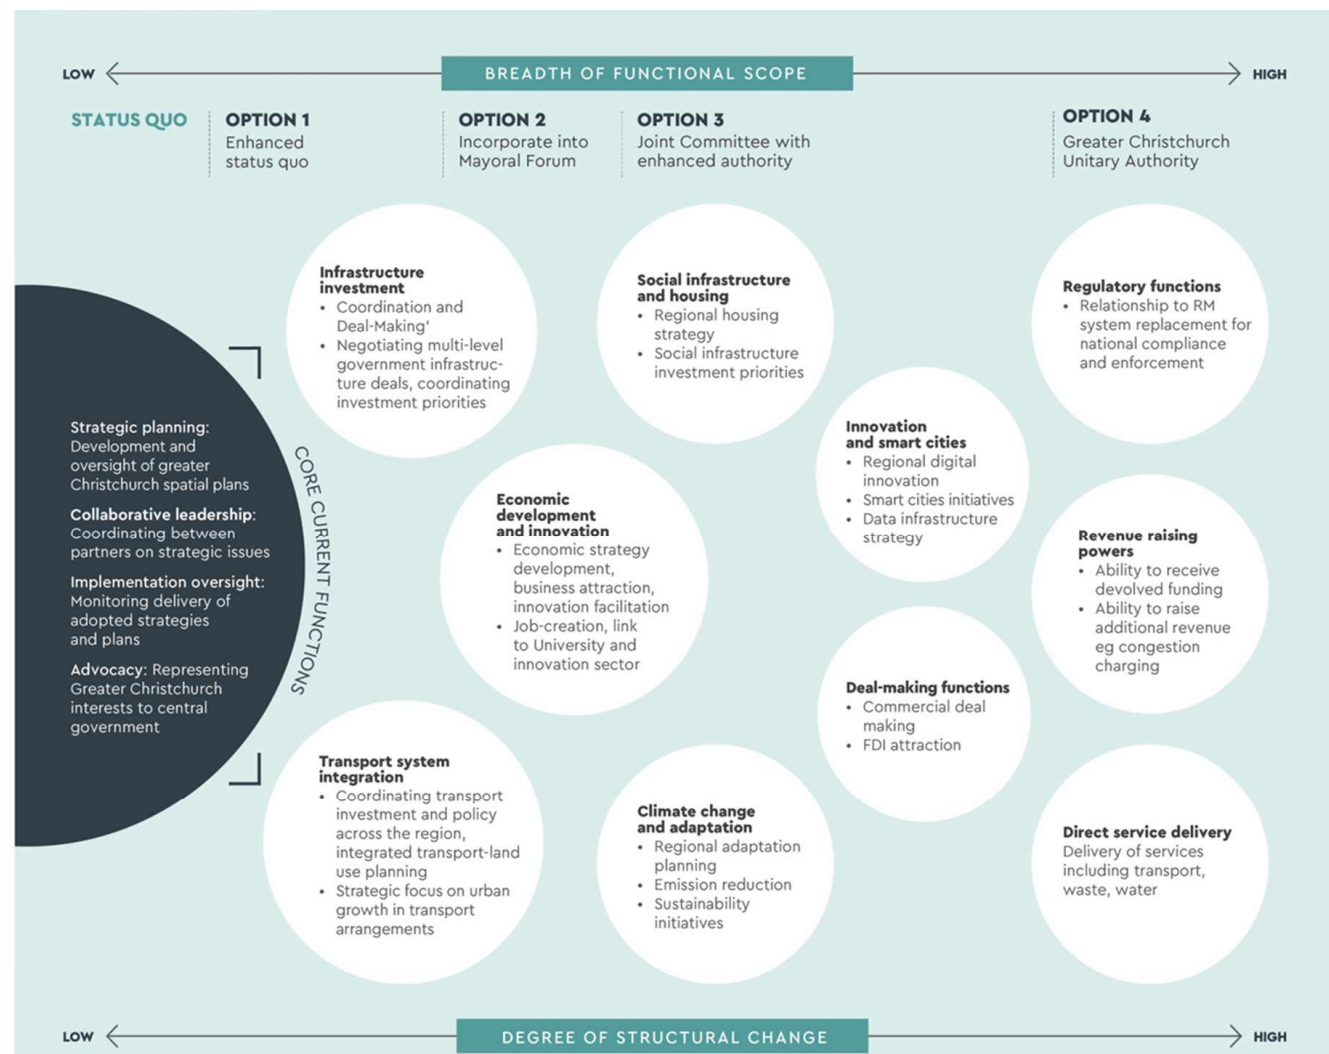 LOW
BREADTH OF FUNCTIONAL SCOPE
HIGH
STATUS QUO
OPTION 1
Enhanced
status quo
OPTION 2
Incorporate into
Mayoral Forum
OPTION 3
Joint Committee with
enhanced authority
OPTION 4
Greater Christchurch
Unitary Authority
Strategic planning:
Development and
oversight of greater
Christchurch spatial plans
Collaborative leadership:
Coordinating between
partners on strategic issues
Implementation oversight:
Monitoring delivery of
adopted strategies
and plans
Advocacy: Representing
Greater Christchurch
interests to central
government
CORE CURRENT FUNCTIONS
Infrastructure
investment
• Coordination and
Deal-Making'
• Negotiating multi-level
government infrastruc-
ture deals, coordinating
investment priorities
Economic
development
and innovation
• Economic strategy
development,
business attraction,
innovation facilitation
• Job-creation, link
to University and
innovation sector
Transport system
integration
• Coordinating transport
investment and policy
across the region,
integrated transport-land
use planning
• Strategic focus on urban
growth in transport
arrangements
Social infrastructure
and housing
• Regional housing
strategy
• Social infrastructure
investment priorities
Climate change
and adaptation
• Regional adaptation
planning
• Emission reduction
• Sustainability
initiatives
Innovation
and smart cities
• Regional digital
innovation
• Smart cities initiatives
• Data infrastructure
strategy
Deal-making functions
• Commercial deal
making
• FDI attraction
Regulatory functions
• Relationship to RM
system replacement for
national compliance
and enforcement
Revenue raising
powers
• Ability to receive
devolved funding
• Ability to raise
additional revenue
eg congestion
charging
Direct service delivery
Delivery of services
including transport,
waste, water
LOW
DEGREE OF STRUCTURAL CHANGE
HIGH